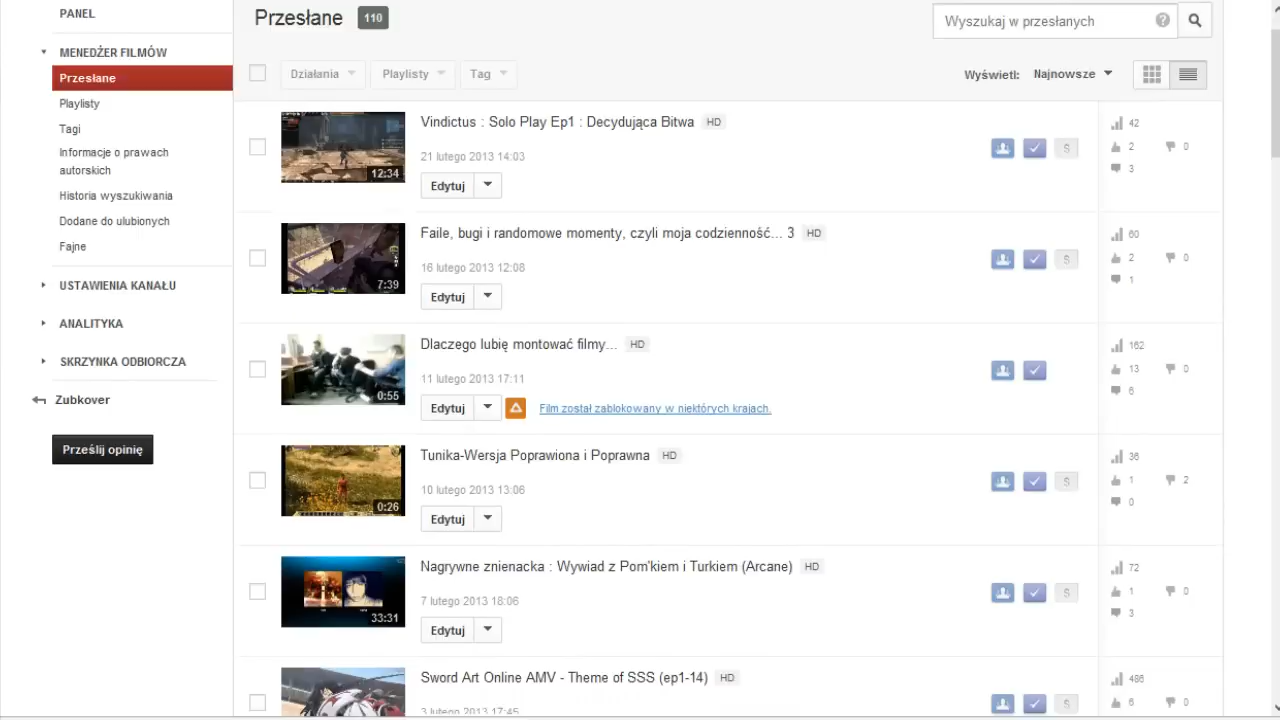 PANEL
MENEDŻER FILMÓW
Przesłane
Playlisty
Tagi
Informacje o prawach
autorskich
Historia wyszukiwania
Dodane do ulubionych
Fajne
USTAWIENIA KANAŁU
ANALITYKA
SKRZYNKA ODBIORCZA
Zubkover
Prześlij opinię
Przesłane 110
Wyszukaj w przesłanych ?
Działania Playlisty Tag Wyświetl: Najnowsze
Vindictus : Solo Play Ep1 : Decydująca Bitwa HD
21 lutego 2013 14:03
12:34
Edytuj
$
42
2 0
3
Faile, bugi i randomowe momenty, czyli moja codzienność... 3 HD
16 lutego 2013 12:08
7:39
Edytuj
$
60
2 0
1
Dlaczego lubię montować filmy... HD
11 lutego 2013 17:11
0:55
Edytuj
Film został zablokowany w niektórych krajach.
162
13 0
6
Tunika-Wersja Poprawiona i Poprawna HD
10 lutego 2013 13:06
0:26
Edytuj
$
36
1 2
0
Nagrywne znienacka : Wywiad z Pom'kiem i Turkiem (Arcane) HD
7 lutego 2013 18:06
33:31
Edytuj
$
72
1 0
3
Sword Art Online AMV - Theme of SSS (ep1-14) HD
3 lutego 2013 17:45
$
486
6 0